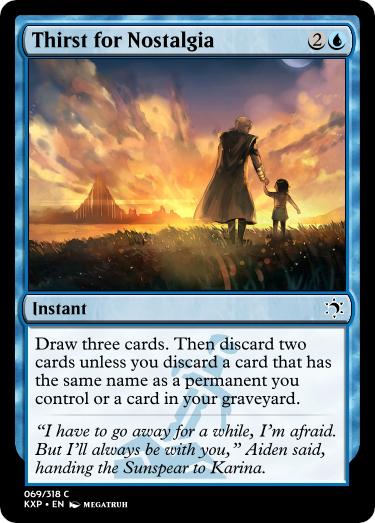 Thirst for Nostalgia 2
Instant
Draw three cards. Then discard two
cards unless you discard a card that has
the same name as a permanent you
control or a card in your graveyard.
“I have to go away for a while, I’m afraid.
But I’ll always be with you,” Aiden said,
handing the Sunspear to Karina.
069/318 C
KXP • EN MEGATRUH